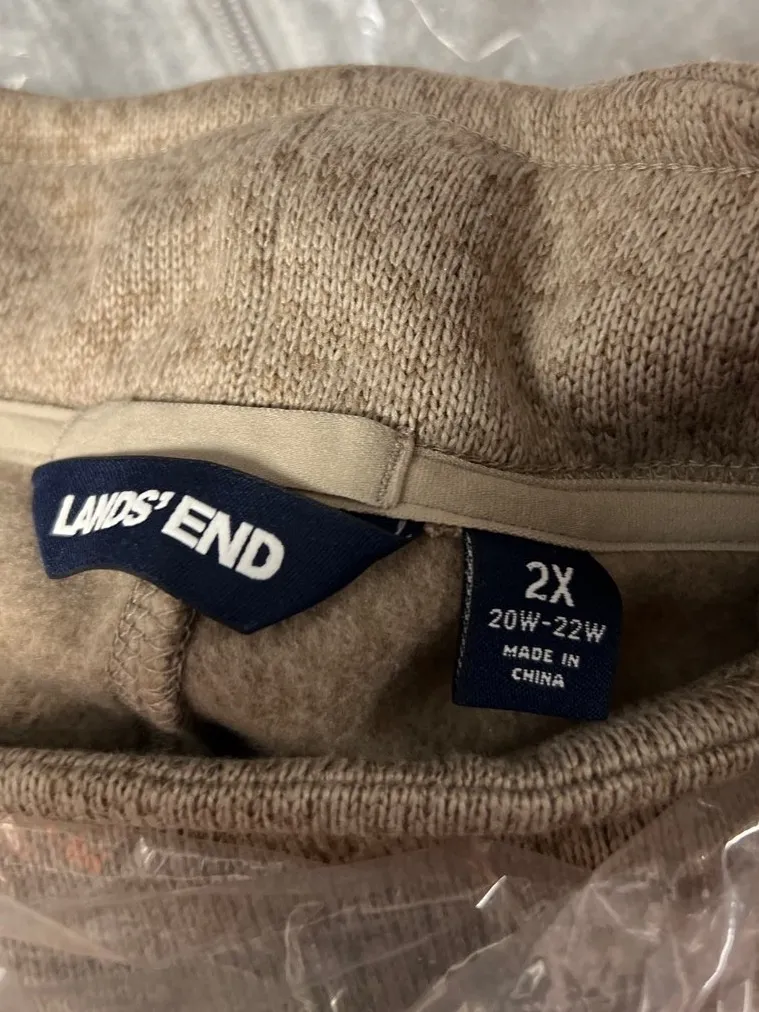 LANDS' END
2X
20W-22W
MADE IN
CHINA